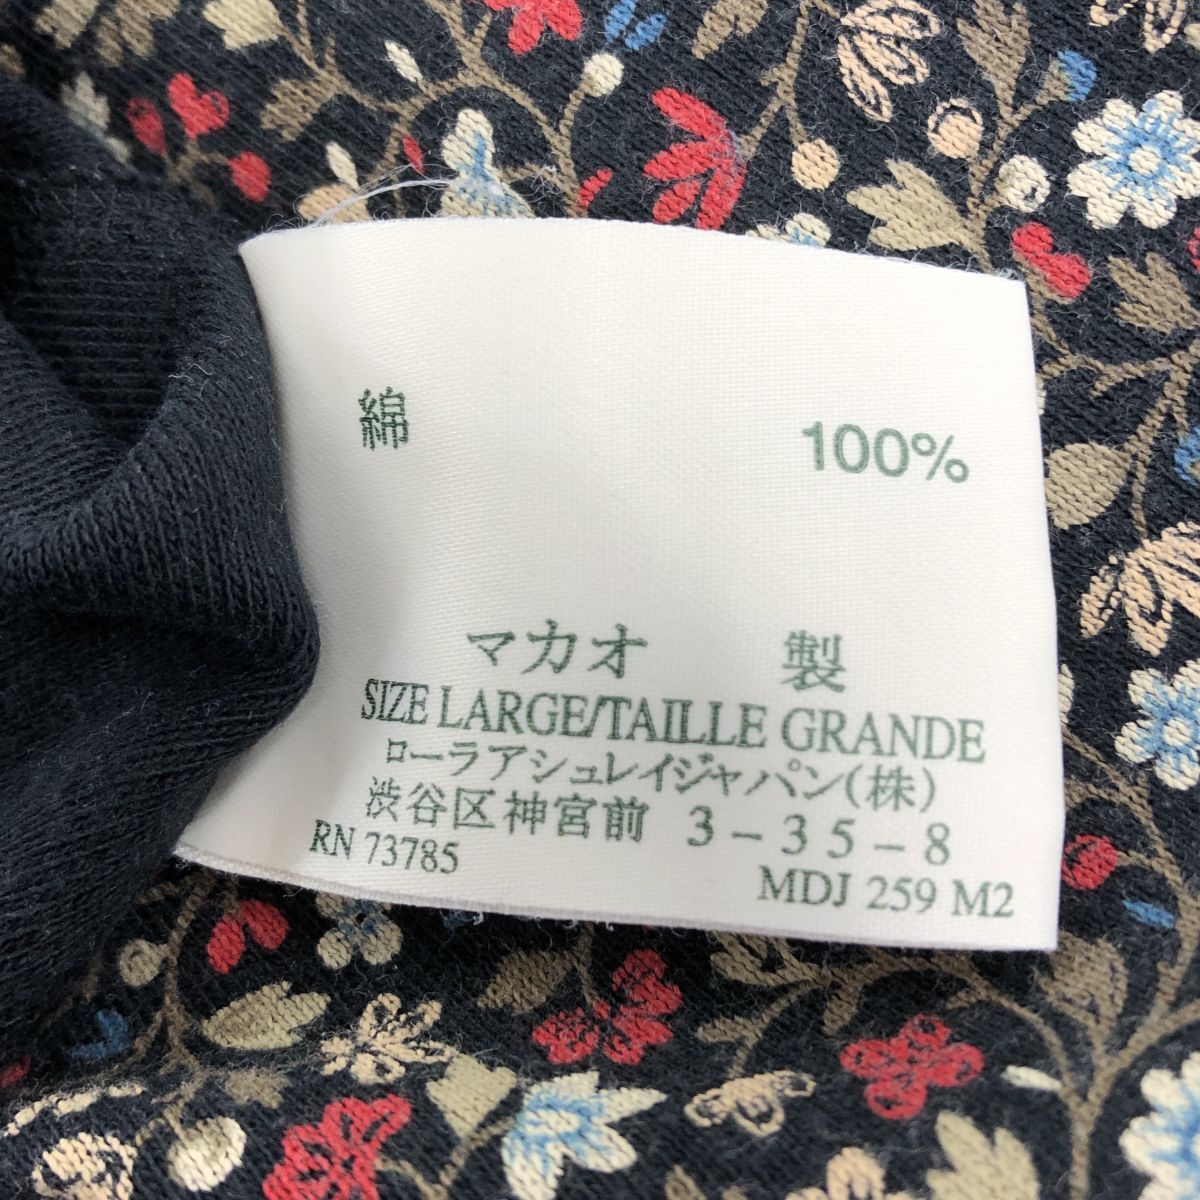 綿 100%
マカオ 製
SIZE LARGE/TAILLE GRANDE
ローラアシュレイジャパン(株)
渋谷区神宮前 3-35-8
RN 73785 MDJ 259 M2